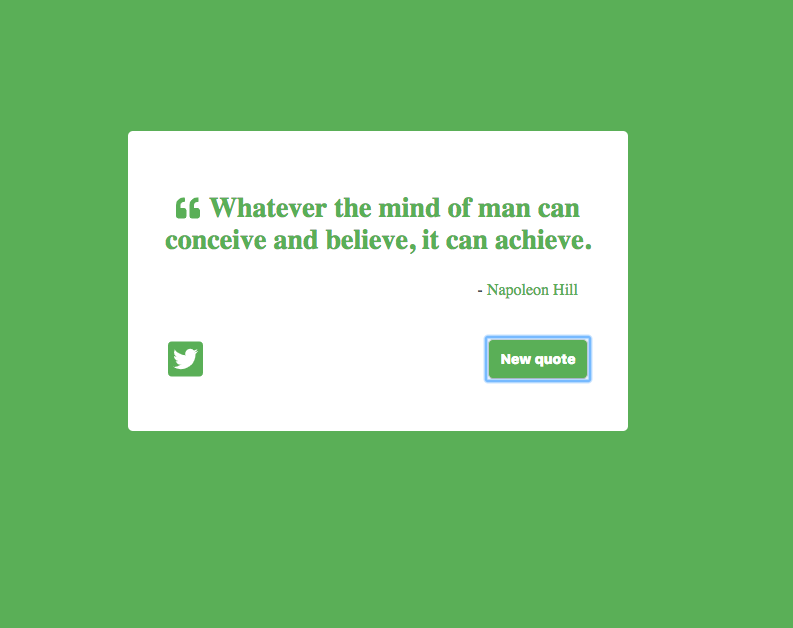 “ Whatever the mind of man can
conceive and believe, it can achieve.
- Napoleon Hill
New quote